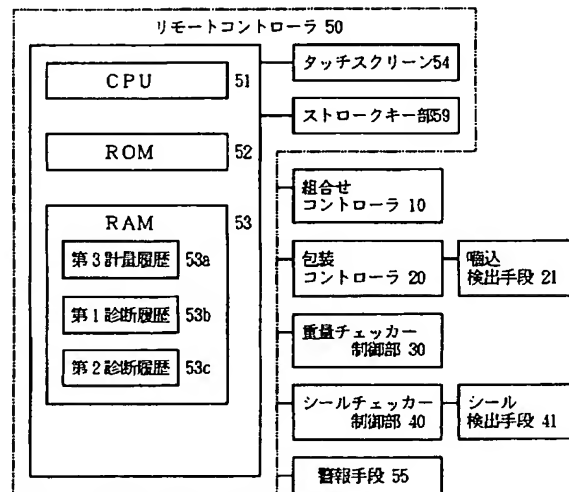 リモートコントローラ 50
CPU 51
タッチスクリーン54
ストロークキー部59
ROM 52
RAM 53
第3計量履歴 53a
第1診断履歴 53b
第2診断履歴 53c
組合せ
コントローラ 10
包装
コントローラ 20
噛込
検出手段 21
重量チェッカー
制御部 30
シールチェッカー
制御部 40
シール
検出手段 41
警報手段 55